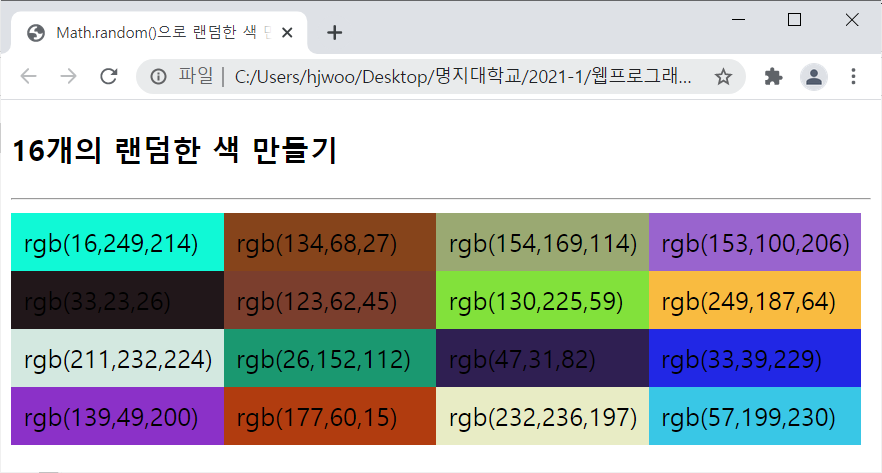 Math.random()으로 랜덤한 색 만
파일 | C:/Users/hjwoo/Desktop/명지대학교/2021-1/웹프로그래...
16개의 랜덤한 색 만들기
rgb(16,249,214) rgb(134,68,27) rgb(154,169,114) rgb(153,100,206)
rgb(33,23,26) rgb(123,62,45) rgb(130,225,59) rgb(249,187,64)
rgb(211,232,224) rgb(26,152,112) rgb(47,31,82) rgb(33,39,229)
rgb(139,49,200) rgb(177,60,15) rgb(232,236,197) rgb(57,199,230)